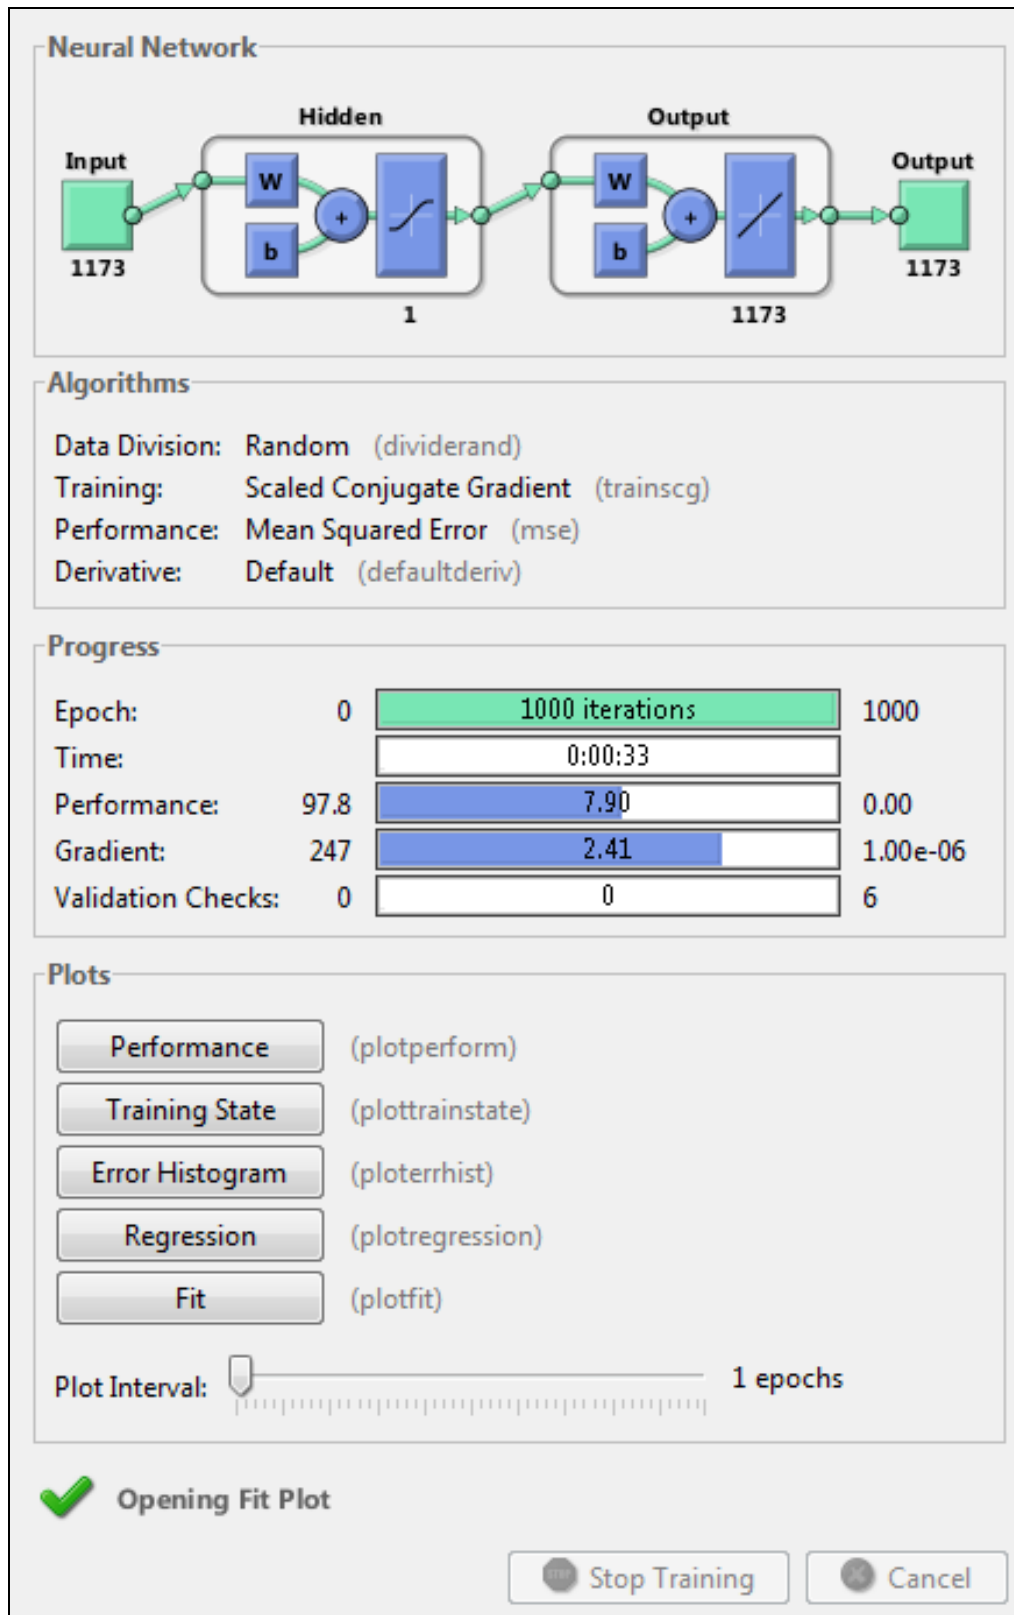 Neural Network
Hidden Output
Input W b + W b + Output
1173 1 1173 1173
Algorithms
Data Division: Random (dividerand)
Training: Scaled Conjugate Gradient (trainscg)
Performance: Mean Squared Error (mse)
Derivative: Default (defaultderiv)
Progress
Epoch: 0 1000 iterations 1000
Time: 0:00:33
Performance: 97.8 7.90 0.00
Gradient: 247 2.41 1.00e-06
Validation Checks: 0 0 6
Plots
Performance (plotperform)
Training State (plottrainstate)
Error Histogram (ploterrhist)
Regression (plotregression)
Fit (plotfit)
Plot Interval: 1 epochs
Opening Fit Plot
STOP Stop Training Cancel